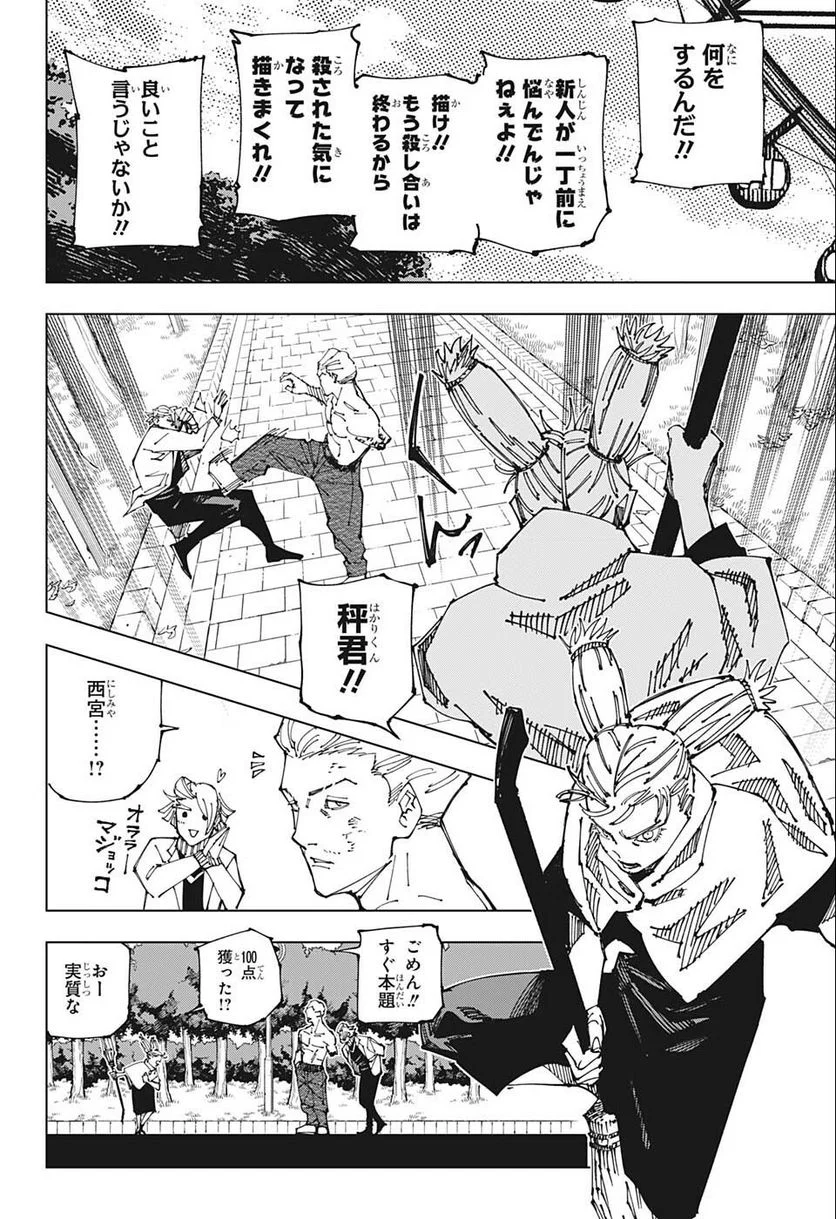 何を
するんだ!!
新人が一丁前に
悩んでんじゃ
ねぇよ!!
描け!!
もう殺し合いは
終わるから
殺された気に
なって
描きまくれ!!
良いこと
言うじゃないか!!
秤君!!
西宮……!?
オララー
マジョッコ
ごめん!!
すぐ本題
100点
獲った!?
おー
実質な